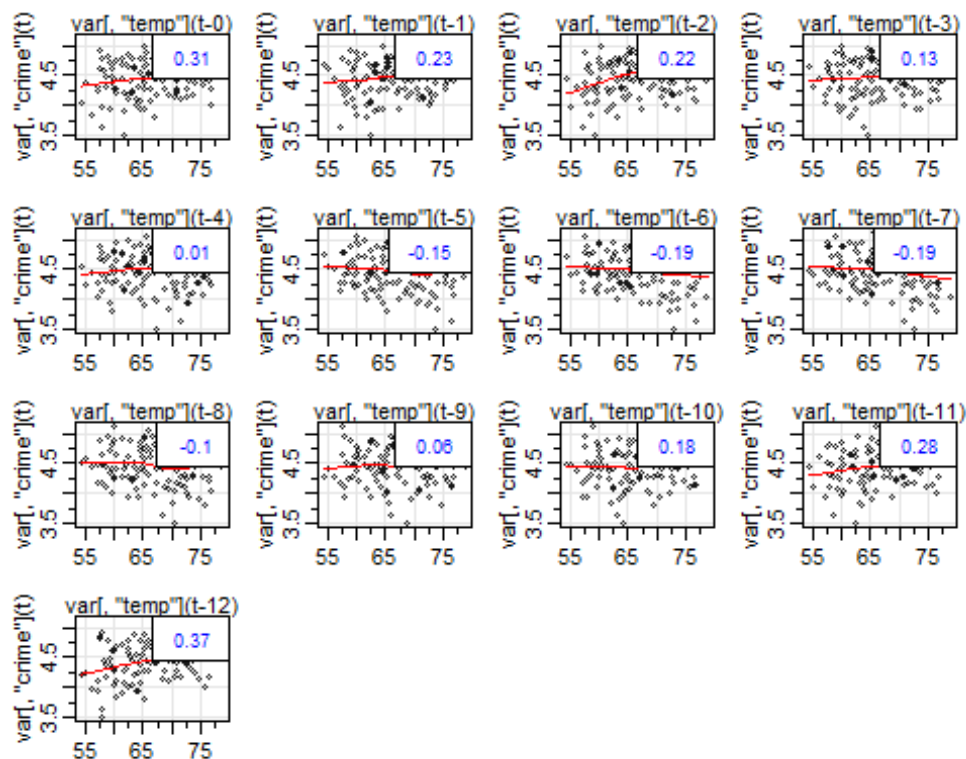 var[, "temp"](t-0)
var[, "crime"](t)
0.31
3.5 4.5
55 65 75
var[, "temp"](t-1)
var[, "crime"](t)
0.23
3.5 4.5
55 65 75
var[, "temp"](t-2)
var[, "crime"](t)
0.22
3.5 4.5
55 65 75
var[, "temp"](t-3)
var[, "crime"](t)
0.13
3.5 4.5
55 65 75
var[, "temp"](t-4)
var[, "crime"](t)
0.01
3.5 4.5
55 65 75
var[, "temp"](t-5)
var[, "crime"](t)
-0.15
3.5 4.5
55 65 75
var[, "temp"](t-6)
var[, "crime"](t)
-0.19
3.5 4.5
55 65 75
var[, "temp"](t-7)
var[, "crime"](t)
-0.19
3.5 4.5
55 65 75
var[, "temp"](t-8)
var[, "crime"](t)
-0.1
3.5 4.5
55 65 75
var[, "temp"](t-9)
var[, "crime"](t)
0.06
3.5 4.5
55 65 75
var[, "temp"](t-10)
var[, "crime"](t)
0.18
3.5 4.5
55 65 75
var[, "temp"](t-11)
var[, "crime"](t)
0.28
3.5 4.5
55 65 75
var[, "temp"](t-12)
var[, "crime"](t)
0.37
3.5 4.5
55 65 75